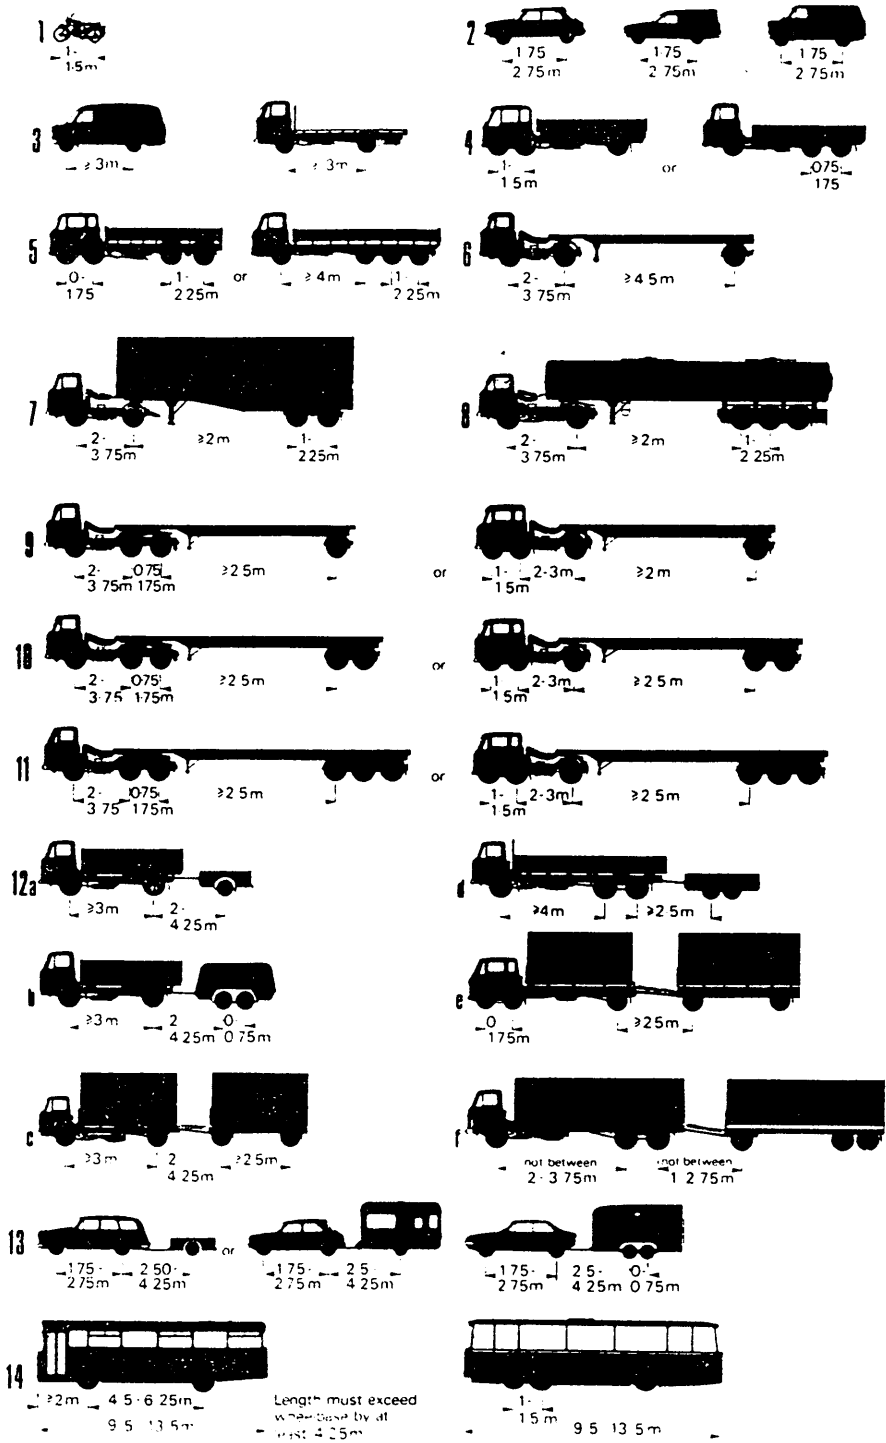 1
1-
1·5m
2
1·75
2·75m
1·75
2·75m
1·75
2·75m
3
≥3m
≥3m
4
1-
1·5m
or
0·75-
1·75
5
0-
1·75
1-
2·25m
or
≥4m
1-
2·25m
6
2-
3·75m
≥4·5m
7
2-
3·75m
≥2m
1-
2·25m
8
2-
3·75m
≥2m
1-
2·25m
9
2-
3·75m
0·75
1·75m
≥2·5m
or
1-
1·5m
2-3m
≥2m
10
2-
3·75
0·75
1·75m
≥2·5m
or
1
1·5m
2-3m
≥2·5m
11
2-
3·75
0·75
1·75m
≥2·5m
or
1-
1·5m
2-3m
≥2·5m
12a
≥3m
2-
4·25m
d
≥4m
≥2·5m
b
≥3m
2
4·25m
0-
0·75m
e
0
1·75m
≥2·5m
c
≥3m
2
4·25m
≥2·5m
f
not between
2-3·75m
not between
1-2·75m
13
1·75-
2·75m
2·50-
4·25m
or
1·75-
2·75m
2·5-
4·25m
1·75-
2·75m
2·5-
4·25m
0-
0·75m
14
≥2m
4·5-6·25m
9·5-13·5m
Length must exceed
wheelbase by at
least 4·25m
1-
1·5m
9·5-13·5m